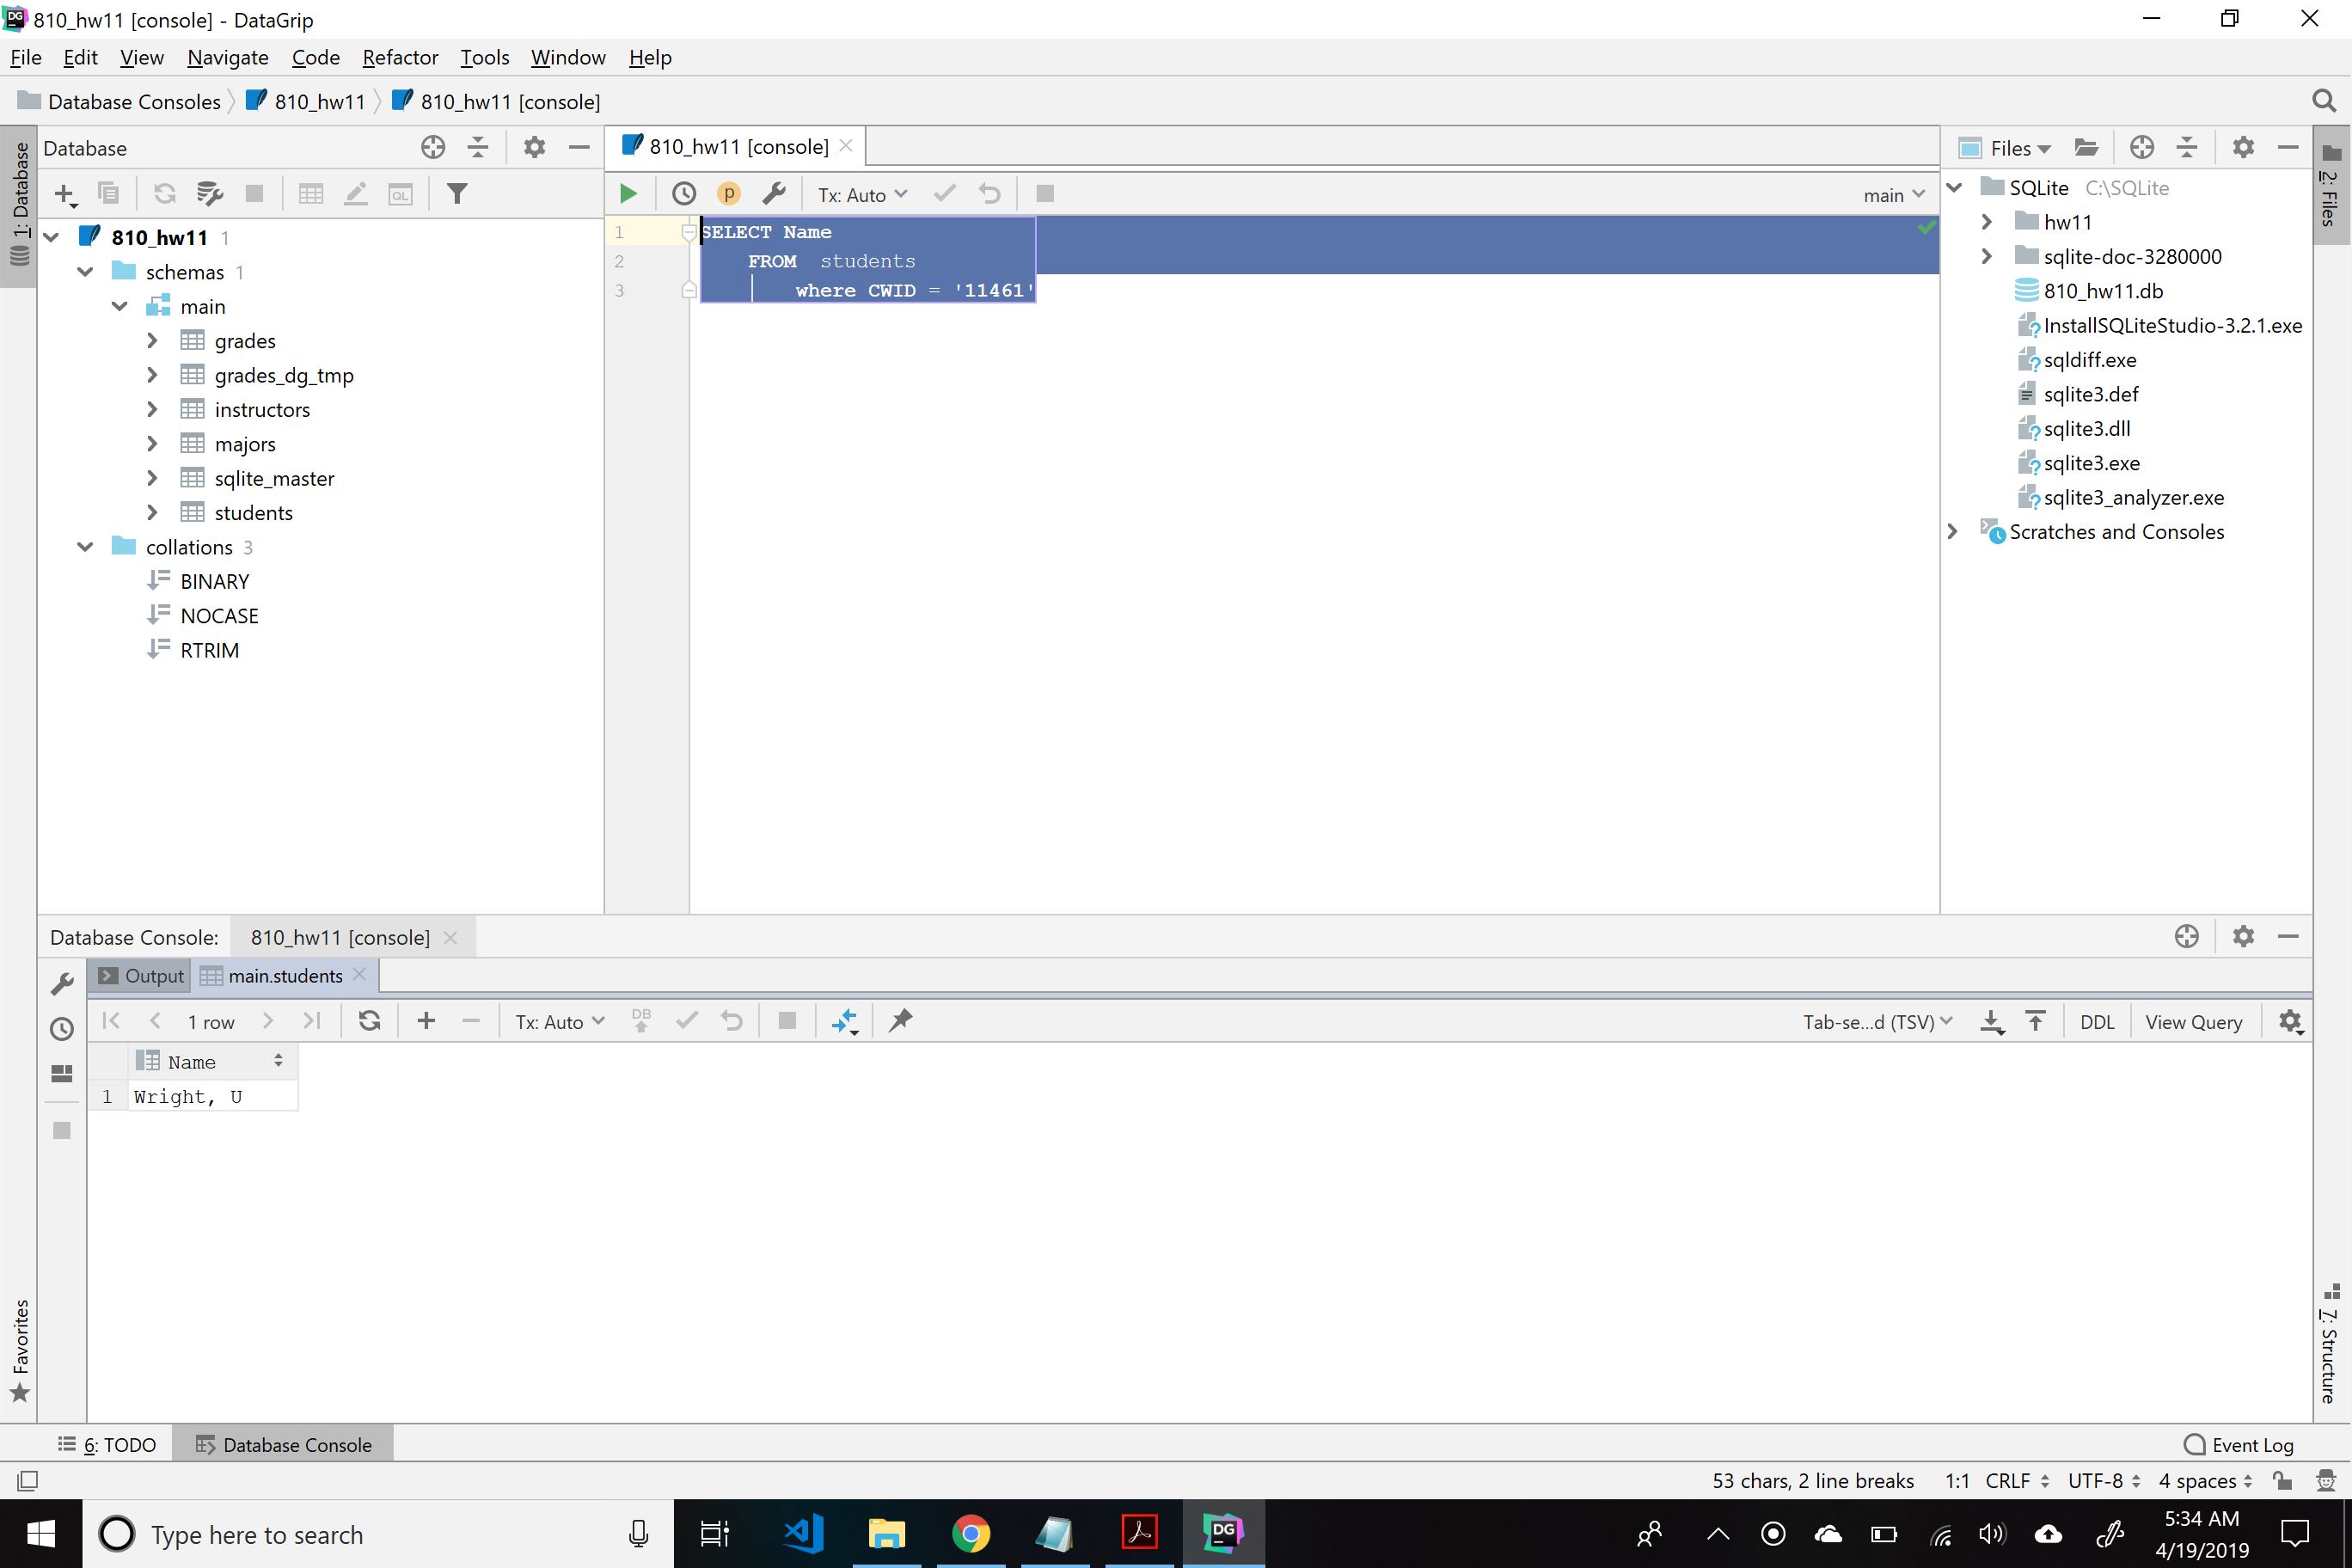 810_hw11 [console] - DataGrip
File Edit View Navigate Code Refactor Tools Window Help
Database Consoles 810_hw11 810_hw11 [console]
1: Database
Database
810_hw11 1
schemas 1
main
grades
grades_dg_tmp
instructors
majors
sqlite_master
students
collations 3
BINARY
NOCASE
RTRIM
810_hw11 [console]
p Tx: Auto main
1 SELECT Name
2 FROM students
3 where CWID = '11461'
Files
SQLite C:\SQLite
hw11
sqlite-doc-3280000
810_hw11.db
InstallSQLiteStudio-3.2.1.exe
sqldiff.exe
sqlite3.def
sqlite3.dll
sqlite3.exe
sqlite3_analyzer.exe
Scratches and Consoles
2: Files
Database Console: 810_hw11 [console]
Output main.students
1 row Tx: Auto DB Tab-se...d (TSV) DDL View Query
Name
1 Wright, U
Favorites
7: Structure
6: TODO Database Console Event Log
53 chars, 2 line breaks 1:1 CRLF UTF-8 4 spaces
Type here to search
DG
5:34 AM
4/19/2019